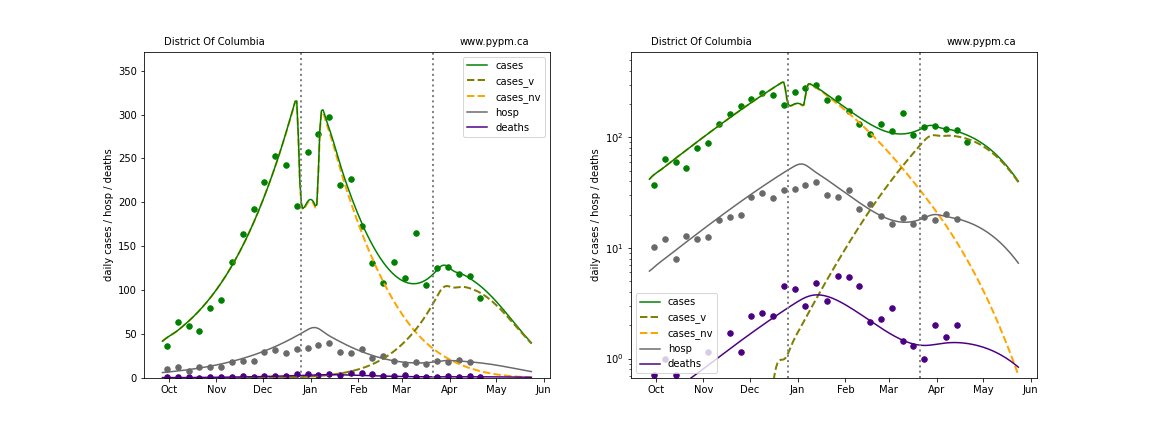 District Of Columbia
www.pypm.ca
daily cases / hosp / deaths
350
300
250
200
150
100
50
0
Oct
Nov
Dec
Jan
Feb
Mar
Apr
May
Jun
cases
cases_v
cases_nv
hosp
deaths
District Of Columbia
www.pypm.ca
daily cases / hosp / deaths
10²
10¹
10⁰
Oct
Nov
Dec
Jan
Feb
Mar
Apr
May
Jun
cases
cases_v
cases_nv
hosp
deaths